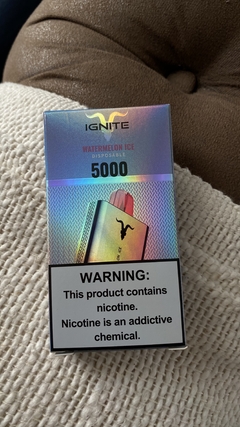 IGNITE
WATERMELON ICE
DISPOSABLE
5000
WARNING:
This product contains
nicotine.
Nicotine is an addictive
chemical.